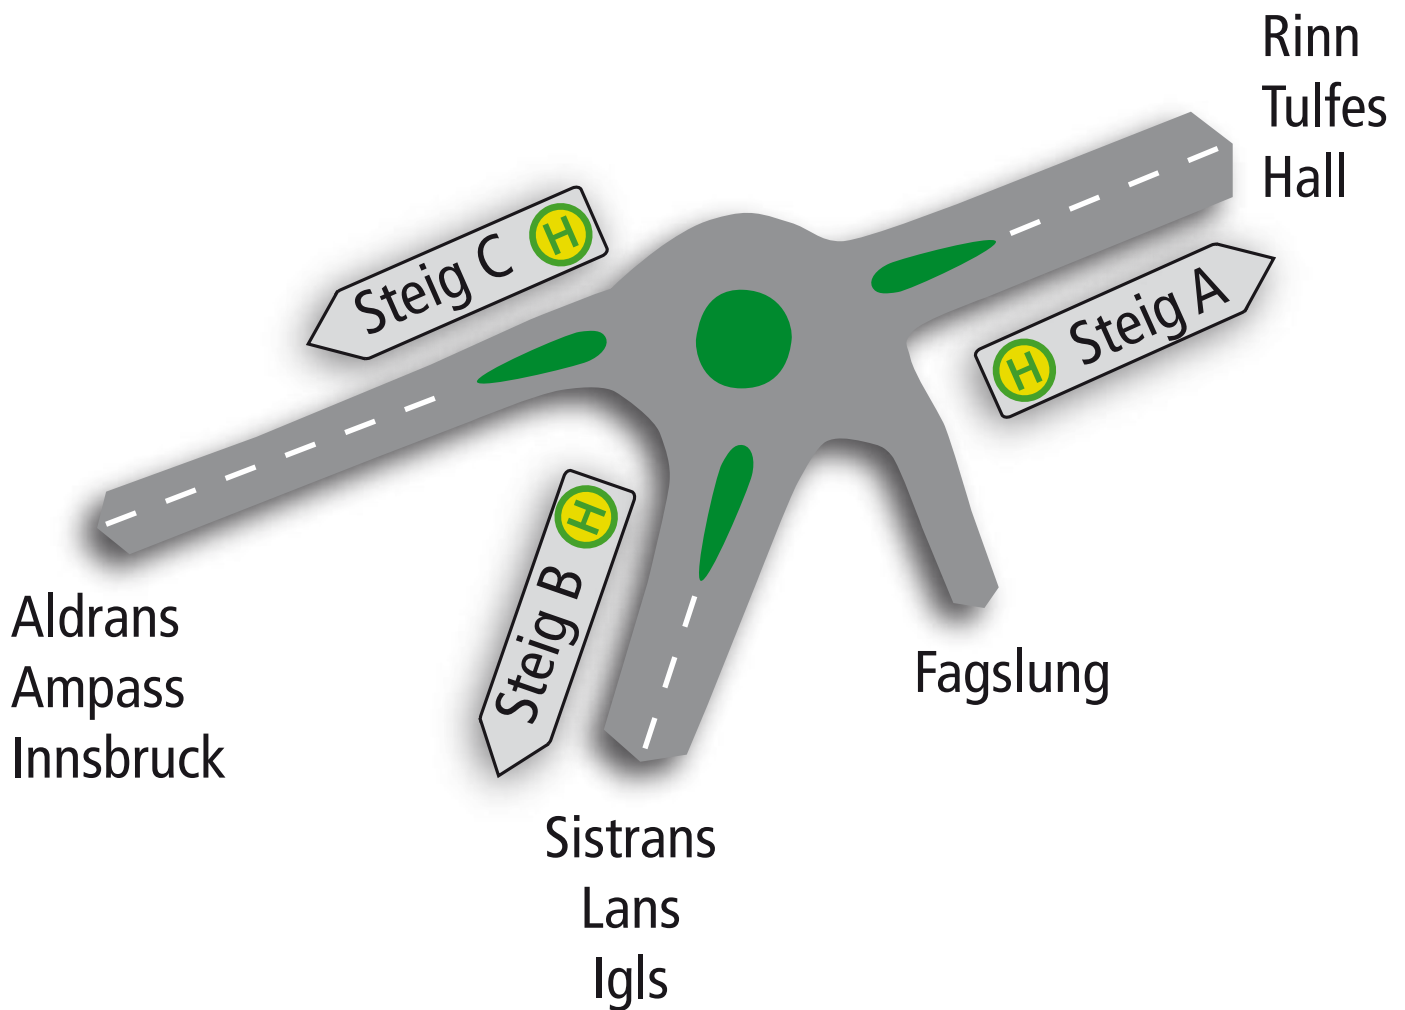 Rinn
Tulfes
Hall
H Steig C
H Steig A
H Steig B
Aldrans
Ampass
Innsbruck
Fagslung
Sistrans
Lans
Igls